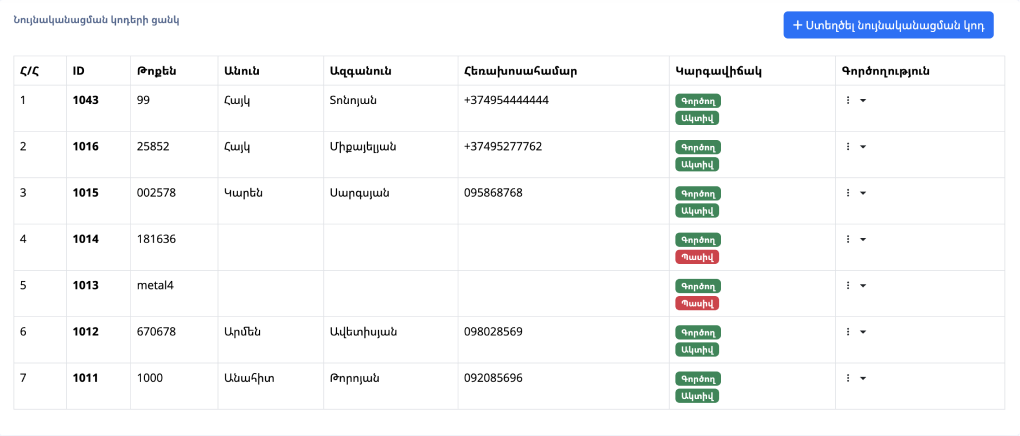 Նույնականացման կոդերի ցանկ
+ Ստեղծել նույնականացման կոդ
Հ/Հ ID Թոքեն Անուն Ազգանուն Հեռախոսահամար Կարգավիճակ Գործողություն
1 1043 99 Հայկ Տոնոյան +374954444444 Գործող
Ակտիվ
2 1016 25852 Հայկ Միքայելյան +37495277762 Գործող
Ակտիվ
3 1015 002578 Կարեն Սարգսյան 095868768 Գործող
Ակտիվ
4 1014 181636 Գործող
Պասիվ
5 1013 metal4 Գործող
Պասիվ
6 1012 670678 Արմեն Ավետիսյան 098028569 Գործող
Ակտիվ
7 1011 1000 Անահիտ Թորոյան 092085696 Գործող
Ակտիվ